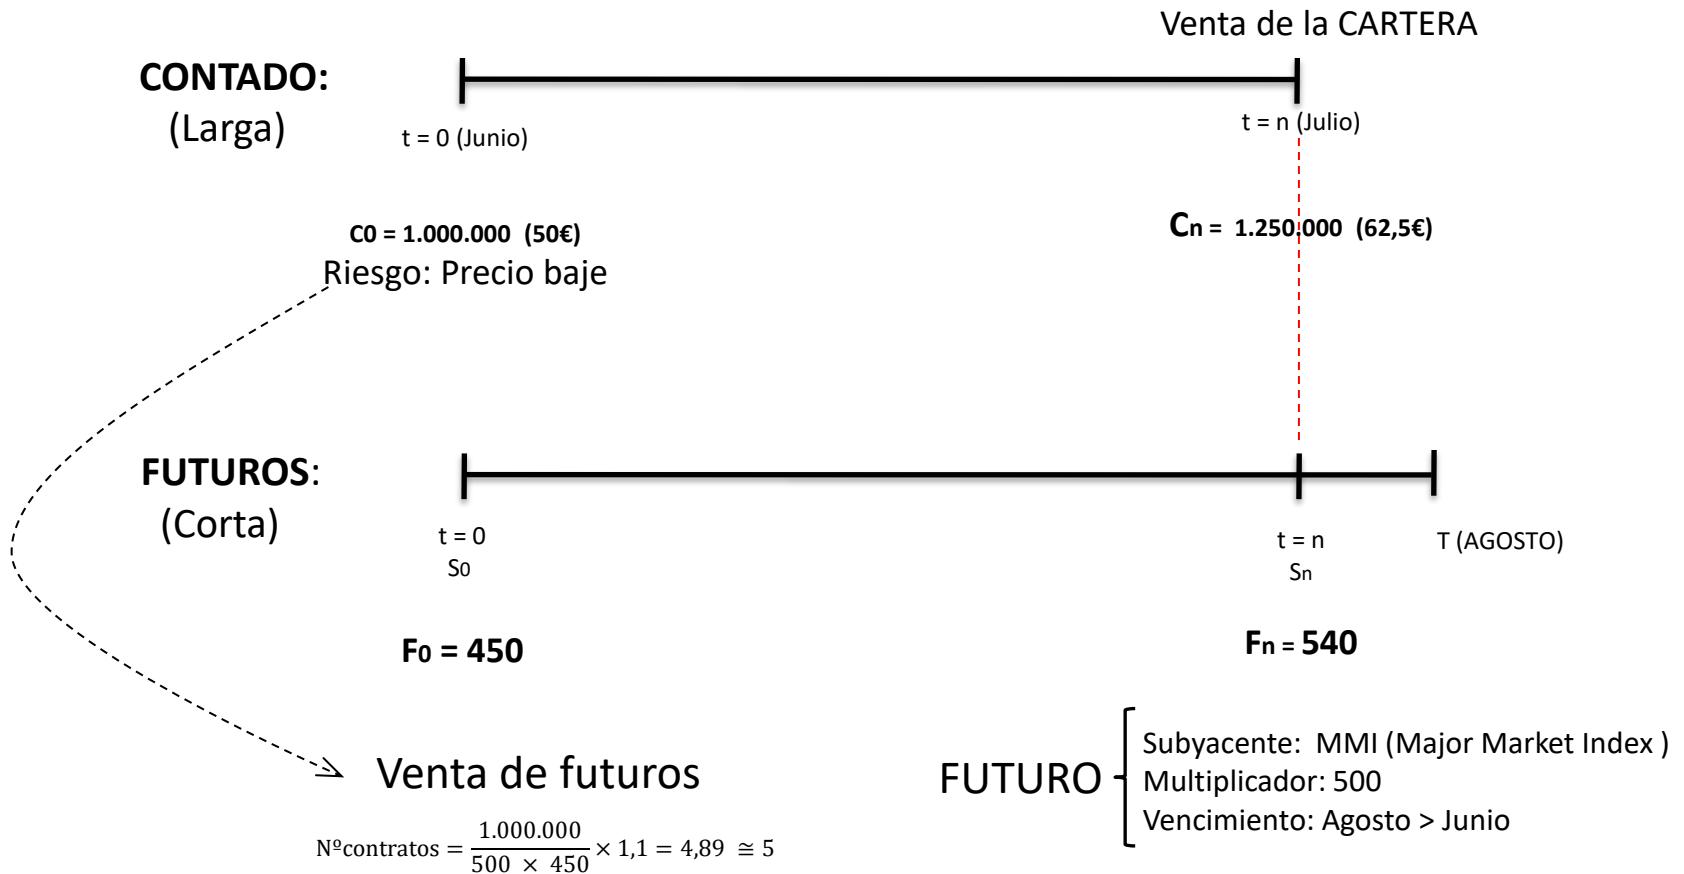 Venta de la CARTERA
CONTADO:
(Larga)
t = 0 (Junio)
t = n (Julio)
C0 = 1.000.000 (50€)
Cn = 1.250.000 (62,5€)
Riesgo: Precio baje
FUTUROS:
(Corta)
t = 0
S0
t = n
Sn
T (AGOSTO)
F0 = 450
Fn = 540
Venta de futuros
Nºcontratos = 1.000.000 / 500 × 450 × 1,1 = 4,89 ≅ 5
FUTURO
Subyacente: MMI (Major Market Index )
Multiplicador: 500
Vencimiento: Agosto > Junio